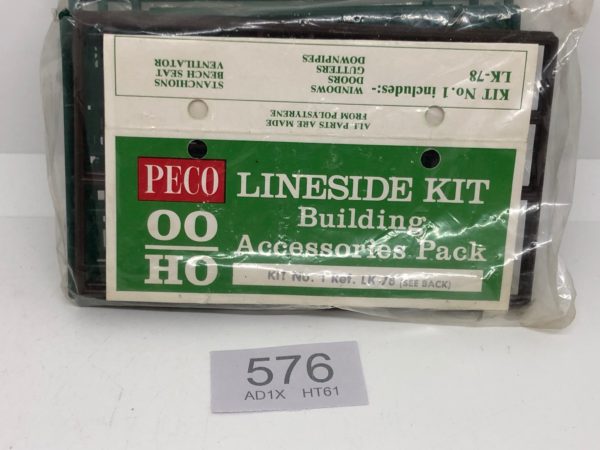 KIT No.1 includes:- LK-78
WINDOWS
DOORS
GUTTERS
DOWNPIPES
STANCHIONS
BENCH SEAT
VENTILATOR
ALL PARTS ARE MADE
FROM POLYSTYRENE
PECO
OO
HO
LINESIDE KIT
Building
Accessories Pack
KIT No. 1 Ref. LK-78 (SEE BACK)
576
AD1X HT61